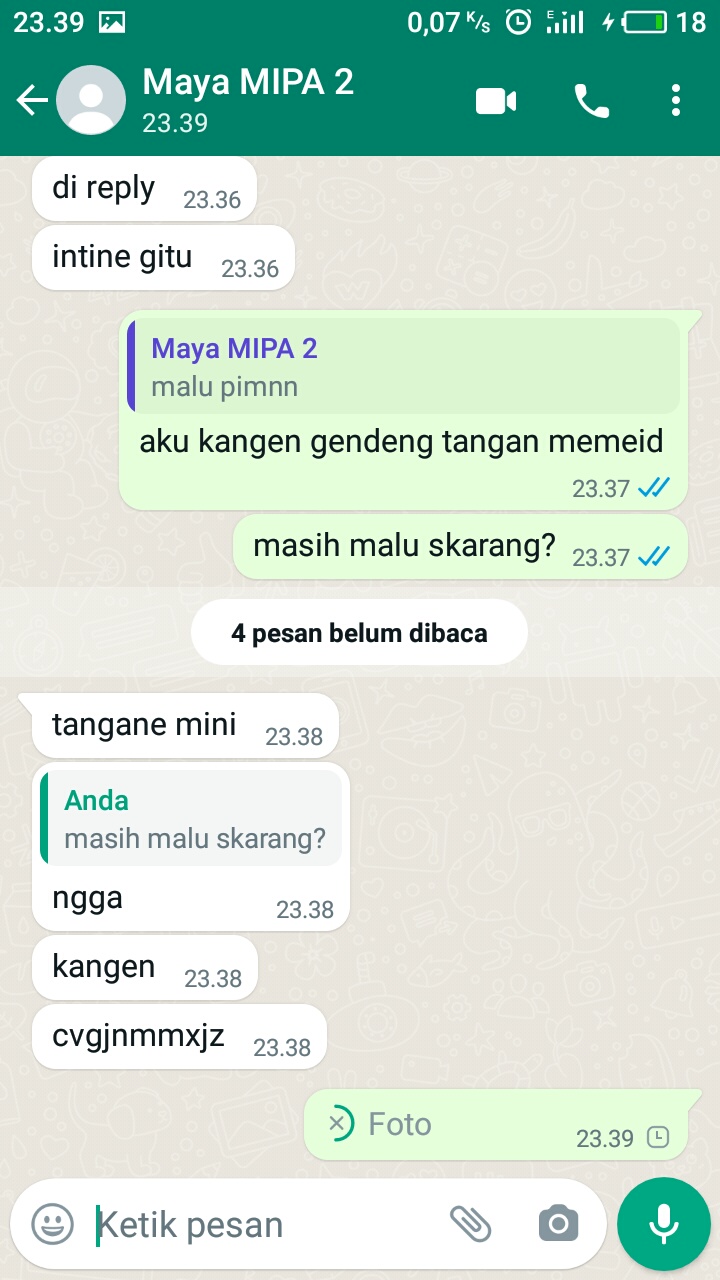 23.39
0,07 K/s
E
18
Maya MIPA 2
23.39
di reply 23.36
intine gitu 23.36
Maya MIPA 2
malu pimnn
aku kangen gendeng tangan memeid
23.37
masih malu skarang? 23.37
4 pesan belum dibaca
tangane mini 23.38
Anda
masih malu skarang?
ngga 23.38
kangen 23.38
cvgjnmmxjz 23.38
Foto 23.39
Ketik pesan